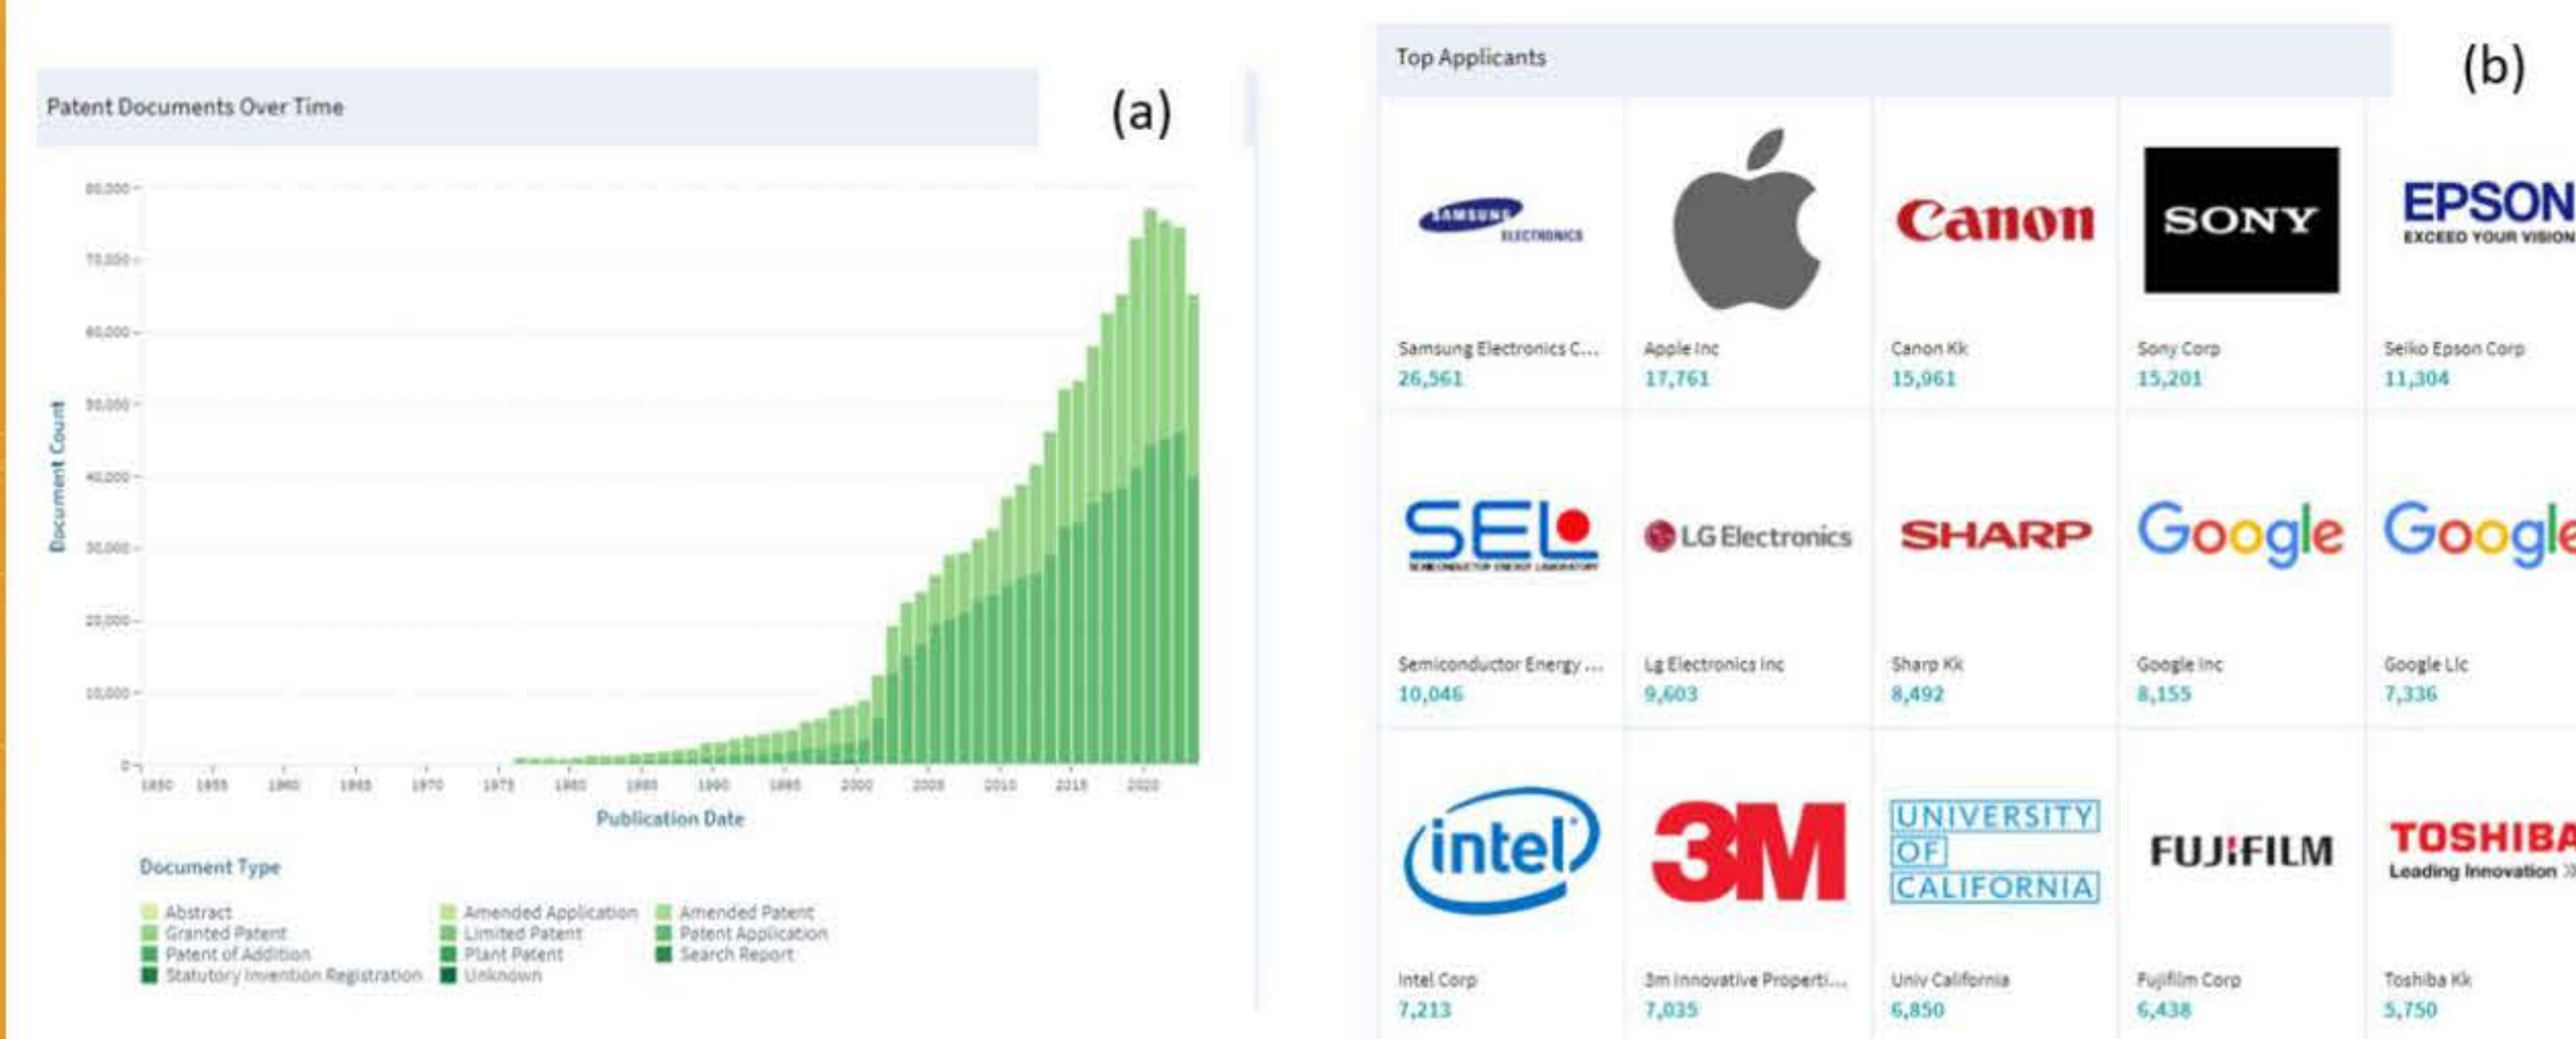 Patent Documents Over Time
(a)
80,000
70,000
60,000
50,000
40,000
30,000
20,000
10,000
0
Document Count
1950 1955 1960 1965 1970 1975 1980 1985 1990 1995 2000 2005 2010 2015 2020
Publication Date
Document Type
Abstract Amended Application Amended Patent
Granted Patent Limited Patent Patent Application
Patent of Addition Plant Patent Search Report
Statutory Invention Registration Unknown
Top Applicants
(b)
SAMSUNG
ELECTRONICS
Canon
SONY
EPSON
EXCEED YOUR VISION
Samsung Electronics C... Apple Inc Canon Kk Sony Corp Seiko Epson Corp
26,561 17,761 15,961 15,201 11,304
SEL
SEMICONDUCTOR ENERGY LABORATORY
LG Electronics
SHARP
Google
Google
Semiconductor Energy ... Lg Electronics Inc Sharp Kk Google Inc Google Llc
10,046 9,603 8,492 8,155 7,336
intel
3M
UNIVERSITY
OF
CALIFORNIA
FUJIFILM
TOSHIBA
Leading Innovation
Intel Corp 3m Innovative Properti... Univ California Fujifilm Corp Toshiba Kk
7,213 7,035 6,850 6,438 5,750